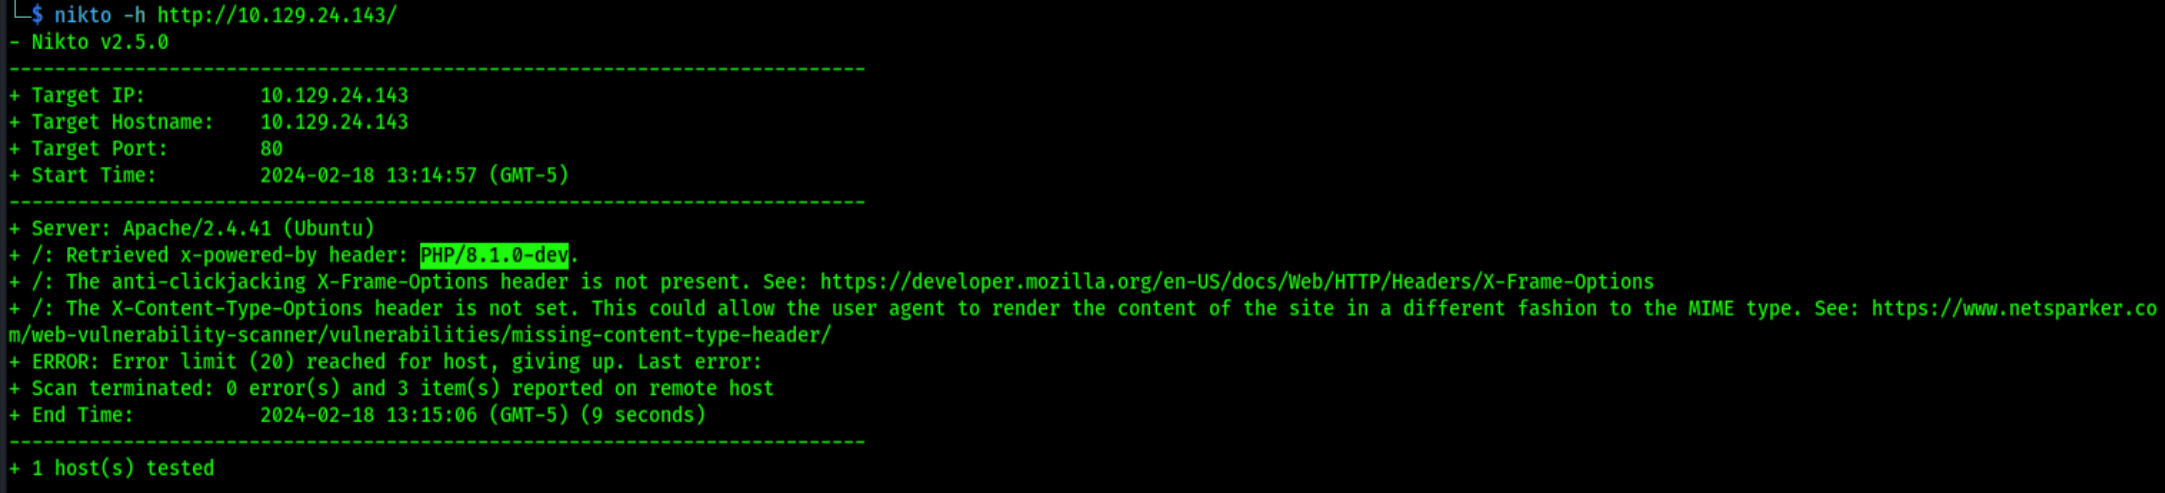 └─$ nikto -h http://10.129.24.143/
- Nikto v2.5.0
---------------------------------------------------------------------------
+ Target IP:          10.129.24.143
+ Target Hostname:    10.129.24.143
+ Target Port:        80
+ Start Time:         2024-02-18 13:14:57 (GMT-5)
---------------------------------------------------------------------------
+ Server: Apache/2.4.41 (Ubuntu)
+ /: Retrieved x-powered-by header: PHP/8.1.0-dev.
+ /: The anti-clickjacking X-Frame-Options header is not present. See: https://developer.mozilla.org/en-US/docs/Web/HTTP/Headers/X-Frame-Options
+ /: The X-Content-Type-Options header is not set. This could allow the user agent to render the content of the site in a different fashion to the MIME type. See: https://www.netsparker.co
m/web-vulnerability-scanner/vulnerabilities/missing-content-type-header/
+ ERROR: Error limit (20) reached for host, giving up. Last error:
+ Scan terminated: 0 error(s) and 3 item(s) reported on remote host
+ End Time:           2024-02-18 13:15:06 (GMT-5) (9 seconds)
---------------------------------------------------------------------------
+ 1 host(s) tested